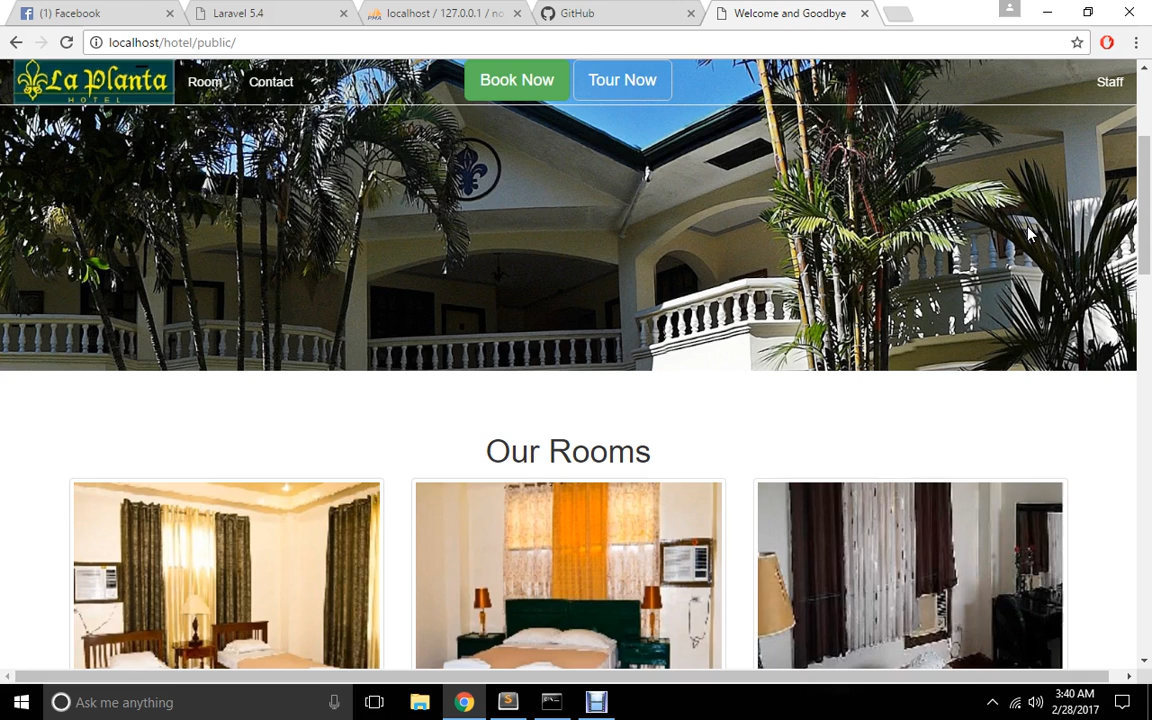 (1) Facebook
Laravel 5.4
localhost / 127.0.0.1 / no
GitHub
Welcome and Goodbye
localhost/hotel/public/
La Planta
HOTEL
Room
Contact
Book Now
Tour Now
Staff
Our Rooms
Ask me anything
3:40 AM
2/28/2017